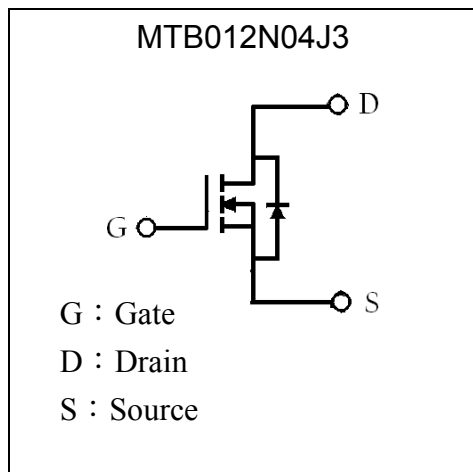 MTB012N04J3
D
G
S
G：Gate
D：Drain
S：Source